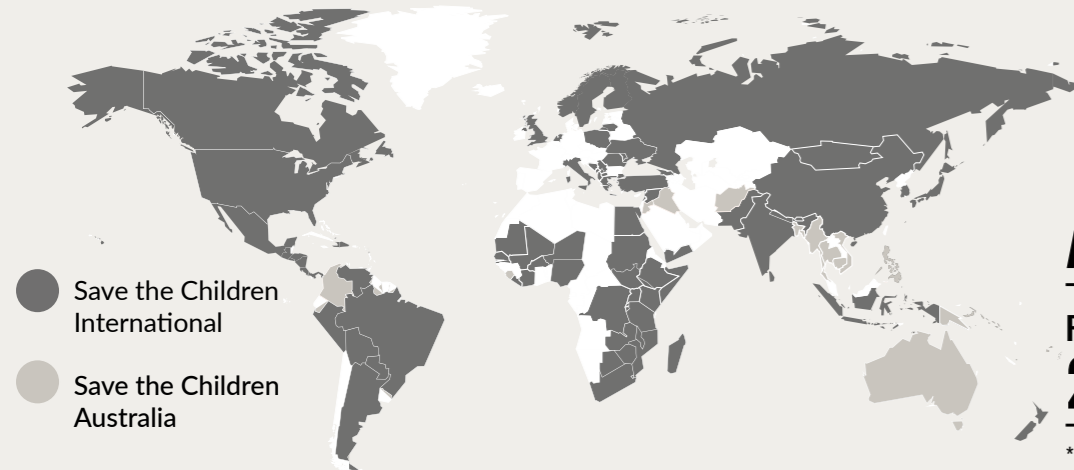 Save the Children
International
Save the Children
Australia
*